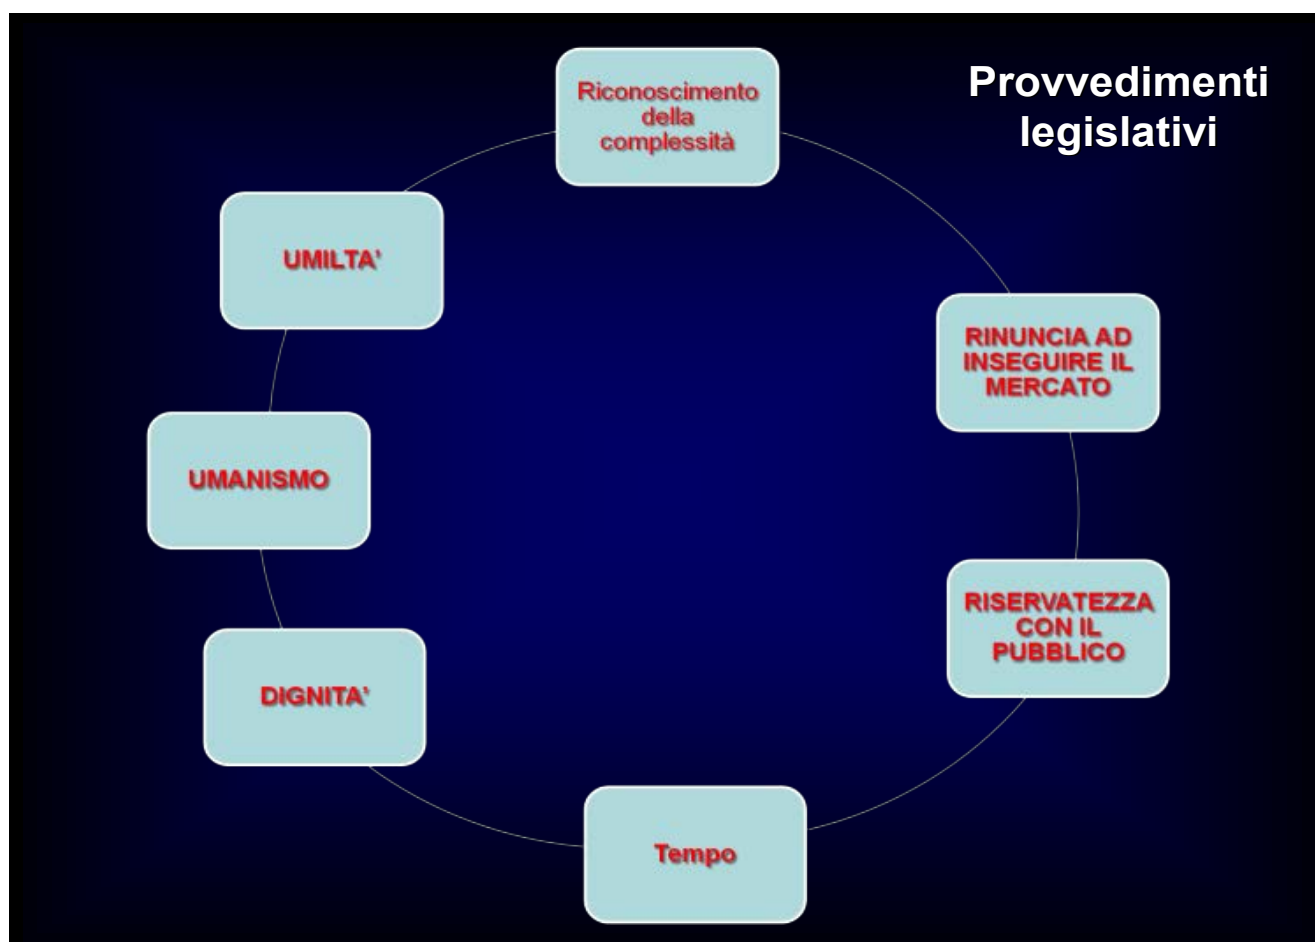 Provvedimenti
legislativi
Riconoscimento
della
complessità
RINUNCIA AD
INSEGUIRE IL
MERCATO
RISERVATEZZA
CON IL
PUBBLICO
Tempo
DIGNITA’
UMANISMO
UMILTA’